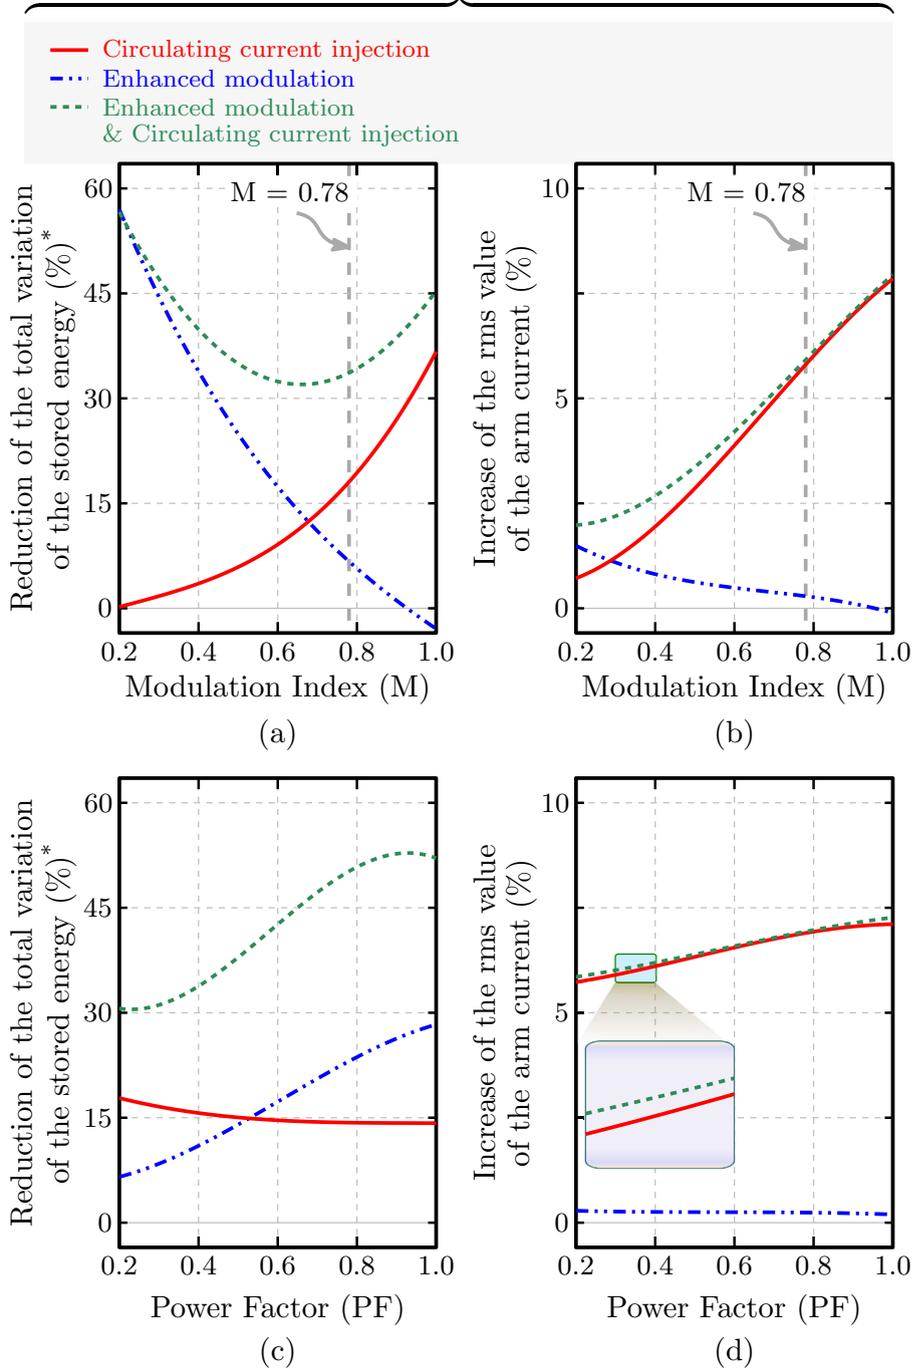 Circulating current injection
Enhanced modulation
Enhanced modulation
& Circulating current injection
Reduction of the total variation
of the stored energy (%)*
60
45
30
15
0
M = 0.78
0.2 0.4 0.6 0.8 1.0
Modulation Index (M)
(a)
Increase of the rms value
of the arm current (%)
10
5
0
M = 0.78
0.2 0.4 0.6 0.8 1.0
Modulation Index (M)
(b)
Reduction of the total variation
of the stored energy (%)*
60
45
30
15
0
0.2 0.4 0.6 0.8 1.0
Power Factor (PF)
(c)
Increase of the rms value
of the arm current (%)
10
5
0
0.2 0.4 0.6 0.8 1.0
Power Factor (PF)
(d)